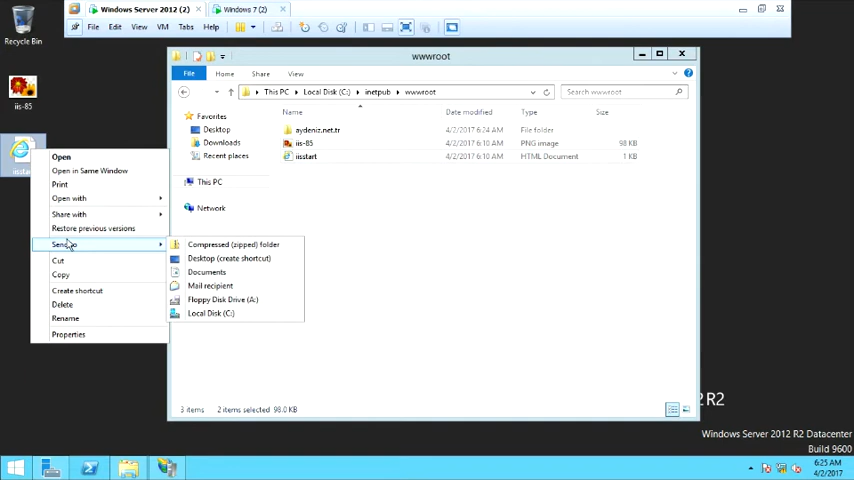 Windows Server 2012 (2)
Windows 7 (2)
File Edit View VM Tabs Help
Recycle Bin
iis-85
wwwroot
File Home Share View
This PC Local Disk (C:) inetpub wwwroot
Search wwwroot
Name Date modified Type Size
Favorites
Desktop
Downloads
Recent places
This PC
Network
aydeniz.net.tr 4/2/2017 6:24 AM File folder
iis-85 4/2/2017 6:10 AM PNG image 98 KB
iisstart 4/2/2017 6:10 AM HTML Document 1 KB
Open
Open in Same Window
Print
Open with
Share with
Restore previous versions
Cut
Copy
Create shortcut
Delete
Rename
Properties
Compressed (zipped) folder
Desktop (create shortcut)
Documents
Mail recipient
Floppy Disk Drive (A:)
Local Disk (C:)
3 items 2 items selected 98.0 KB
R2
Windows Server 2012 R2 Datacenter
Build 9600
6:25 AM
4/2/2017